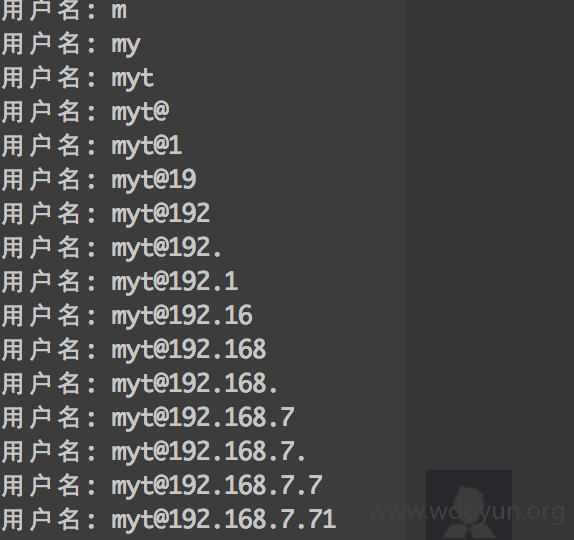 用户名: m
用户名: my
用户名: myt
用户名: myt@
用户名: myt@1
用户名: myt@19
用户名: myt@192
用户名: myt@192.
用户名: myt@192.1
用户名: myt@192.16
用户名: myt@192.168
用户名: myt@192.168.
用户名: myt@192.168.7
用户名: myt@192.168.7.
用户名: myt@192.168.7.7
用户名: myt@192.168.7.71
www.wooyun.org